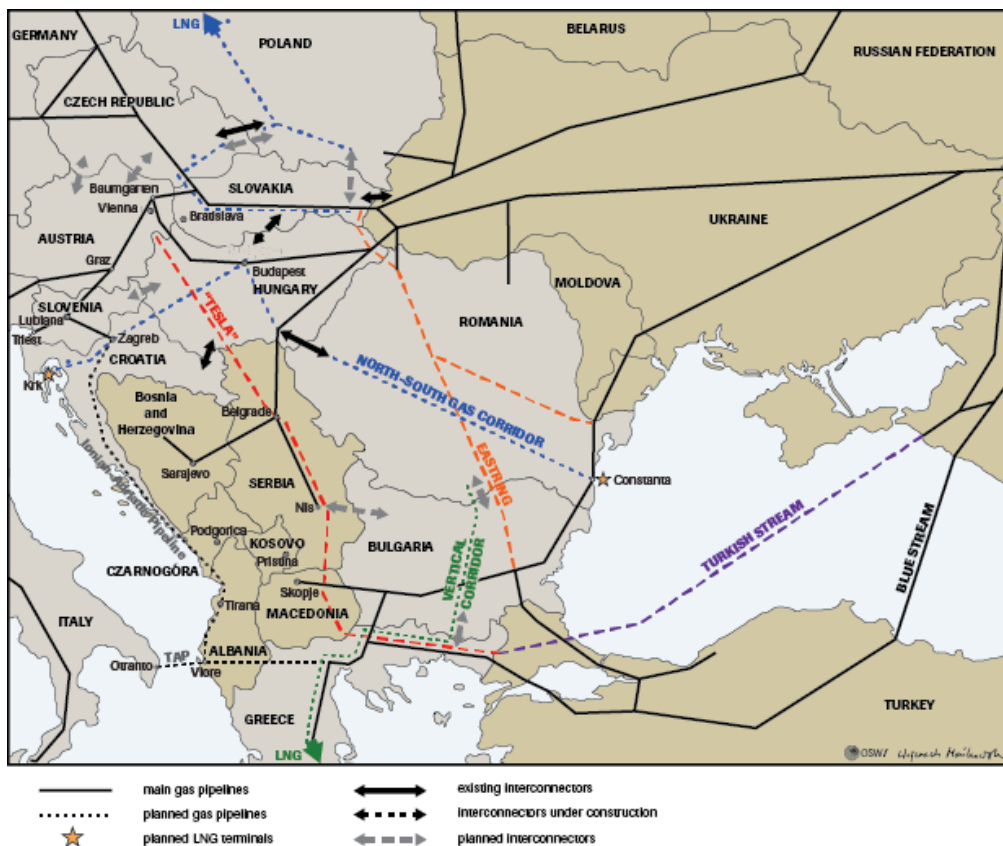 LNG
GERMANY
POLAND
BELARUS
RUSSIAN FEDERATION
CZECH REPUBLIC
SLOVAKIA
Baumgarten
Vienna
Bratislava
UKRAINE
AUSTRIA
Graz
Budapest
HUNGARY
MOLDOVA
SLOVENIA
Lubiana
Triest
Zagreb
CROATIA
"TESLA"
ROMANIA
Krk
NORTH-SOUTH GAS CORRIDOR
Bosnia
and
Herzegovina
Belgrade
EASTRING
Sarajevo
SERBIA
Constanta
Ionian Adriatic Pipeline
Nis
TURKISH STREAM
BLUE STREAM
Podgorica
KOSOVO
Pristina
BULGARIA
VERTICAL
CORRIDOR
CZARNOGÓRA
Skopje
Tirana
MACEDONIA
ITALY
ALBANIA
TAP
Otranto
Vlore
GREECE
TURKEY
LNG
OSW
main gas pipelines
existing interconnectors
planned gas pipelines
interconnectors under construction
planned LNG terminals
planned interconnectors